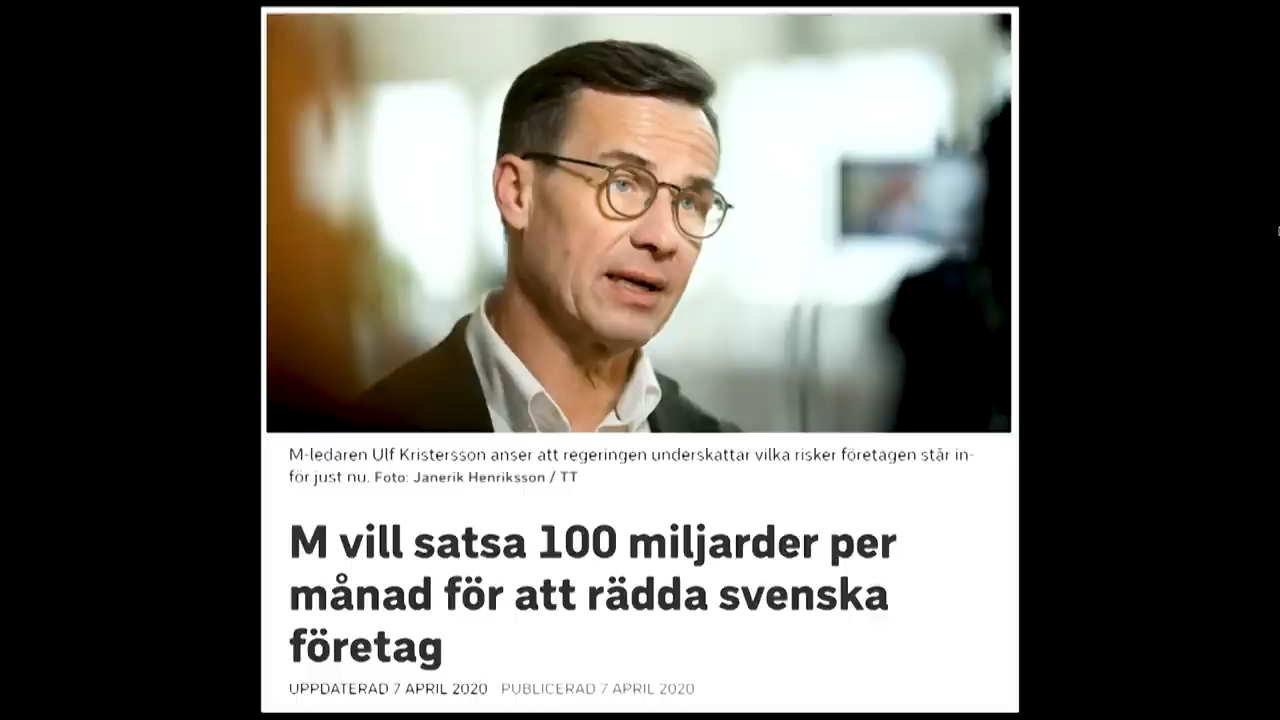 M-ledaren Ulf Kristersson anser att regeringen underskattar vilka risker företagen står in-
för just nu. Foto: Janerik Henriksson / TT
M vill satsa 100 miljarder per
månad för att rädda svenska
företag
UPPDATERAD 7 APRIL 2020 PUBLICERAD 7 APRIL 2020